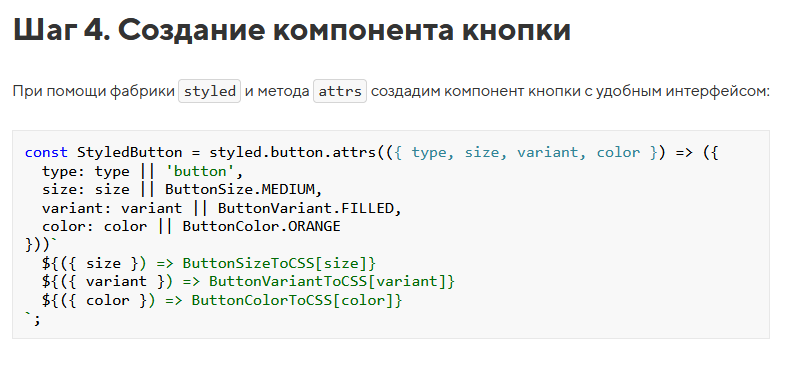 Шаг 4. Создание компонента кнопки
При помощи фабрики styled и метода attrs создадим компонент кнопки с удобным интерфейсом:
const StyledButton = styled.button.attrs(({ type, size, variant, color }) => ({
  type: type || 'button',
  size: size || ButtonSize.MEDIUM,
  variant: variant || ButtonVariant.FILLED,
  color: color || ButtonColor.ORANGE
}))`
  ${({ size }) => ButtonSizeToCSS[size]}
  ${({ variant }) => ButtonVariantToCSS[variant]}
  ${({ color }) => ButtonColorToCSS[color]}
`;